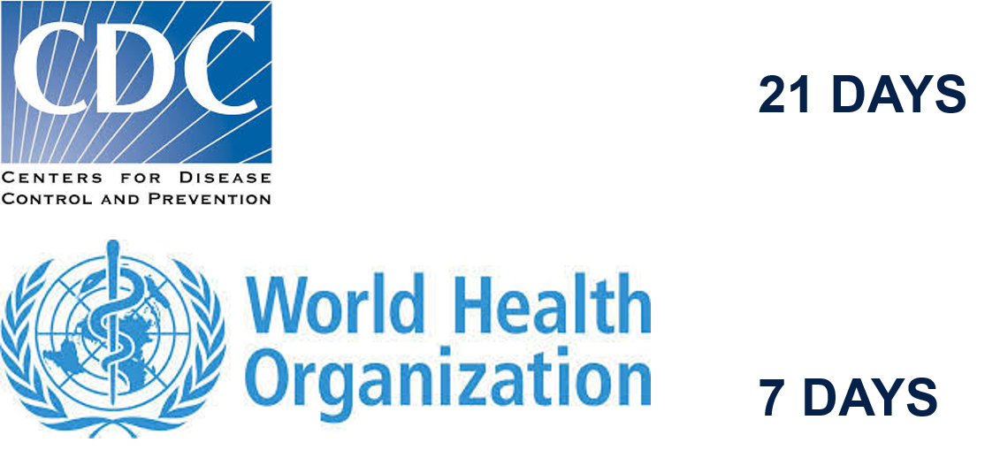 CDC
21 DAYS
CENTERS FOR DISEASE
CONTROL AND PREVENTION
World Health
Organization
7 DAYS